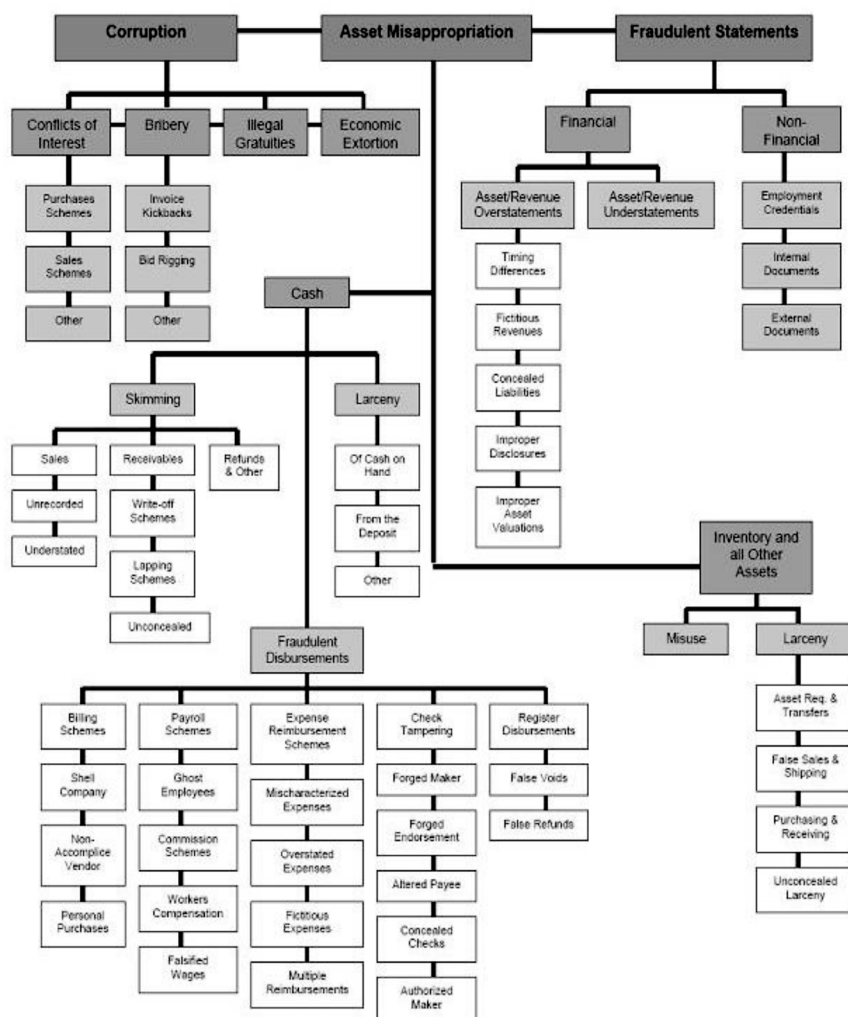 Corruption
Asset Misappropriation
Fraudulent Statements
Conflicts of
Interest
Bribery
Illegal
Gratuities
Economic
Extortion
Financial
Non-
Financial
Purchases
Schemes
Sales
Schemes
Other
Invoice
Kickbacks
Bid Rigging
Other
Asset/Revenue
Overstatements
Asset/Revenue
Understatements
Timing
Differences
Fictitious
Revenues
Concealed
Liabilities
Improper
Disclosures
Improper
Asset
Valuations
Employment
Credentials
Internal
Documents
External
Documents
Cash
Skimming
Larceny
Sales
Unrecorded
Understated
Receivables
Write-off
Schemes
Lapping
Schemes
Unconcealed
Refunds
& Other
Of Cash on
Hand
From the
Deposit
Other
Inventory and
all Other
Assets
Misuse
Larceny
Asset Req. &
Transfers
False Sales &
Shipping
Purchasing &
Receiving
Unconcealed
Larceny
Fraudulent
Disbursements
Billing
Schemes
Shell
Company
Non-
Accomplice
Vendor
Personal
Purchases
Payroll
Schemes
Ghost
Employees
Commission
Schemes
Workers
Compensation
Falsified
Wages
Expense
Reimbursement
Schemes
Mischaracterized
Expenses
Overstated
Expenses
Fictitious
Expenses
Multiple
Reimbursements
Check
Tampering
Forged Maker
Forged
Endorsement
Altered Payee
Concealed
Checks
Authorized
Maker
Register
Disbursements
False Voids
False Refunds